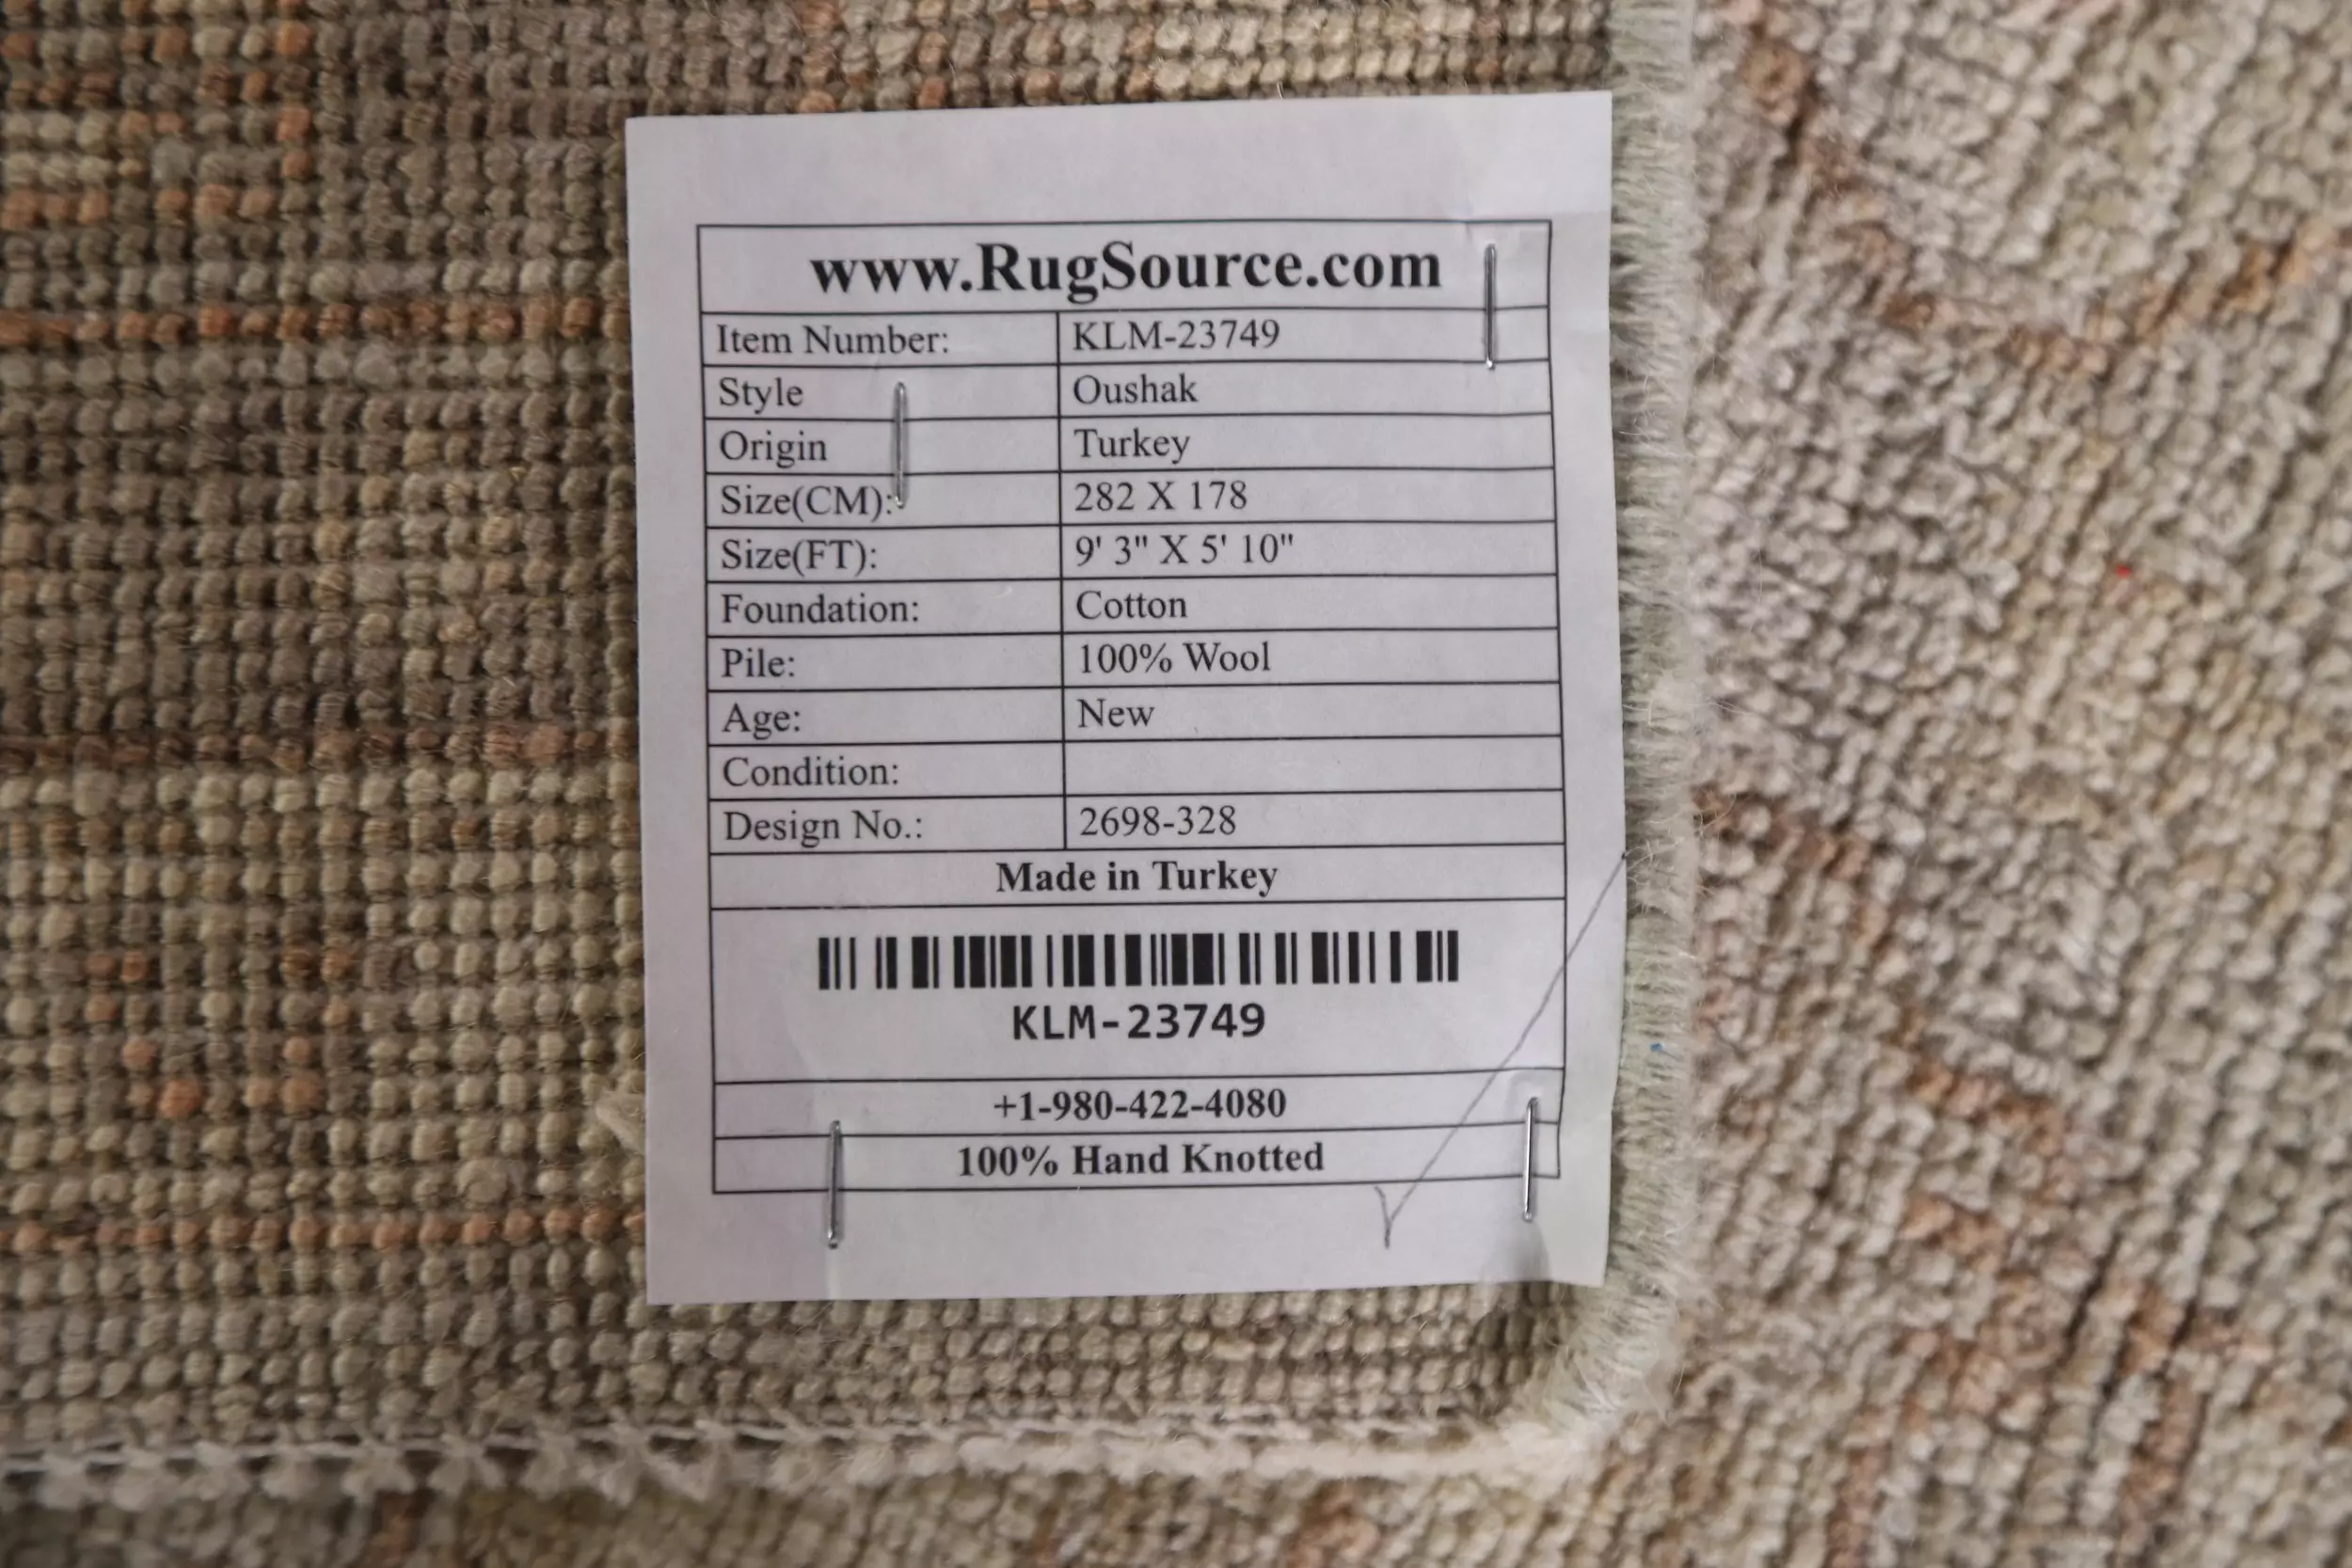 www.RugSource.com
Item Number: KLM-23749
Style Oushak
Origin Turkey
Size(CM): 282 X 178
Size(FT): 9' 3" X 5' 10"
Foundation: Cotton
Pile: 100% Wool
Age: New
Condition:
Design No.: 2698-328
Made in Turkey
KLM-23749
+1-980-422-4080
100% Hand Knotted